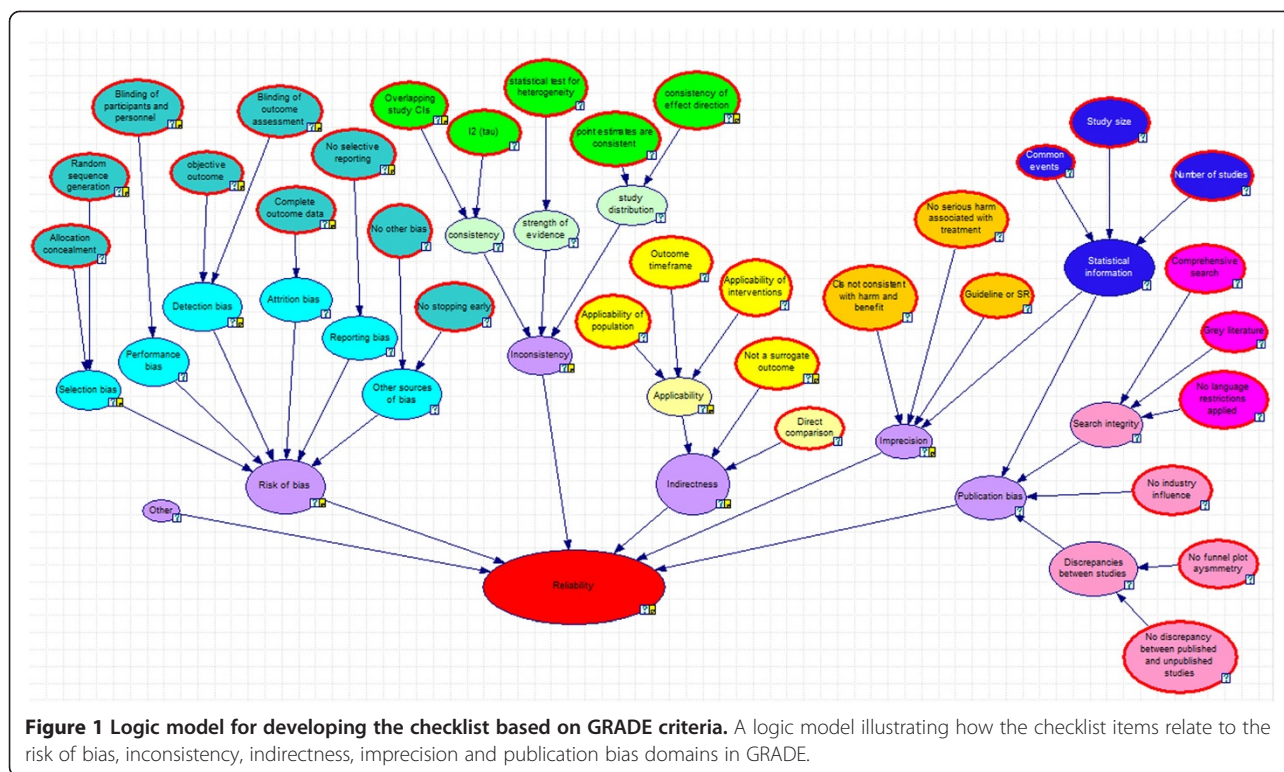 Blinding of
participants and
personnel
Blinding of
outcome
assessment
Overlapping
study CIs
statistical test for
heterogeneity
consistency of
effect direction
Study size
Random
sequence
generation
objective
outcome
No selective
reporting
I2 (tau)
point estimates are
consistent
Common
events
Number of studies
Allocation
concealment
Complete
outcome data
No other bias
consistency
strength of
evidence
study
distribution
No serious harm
associated with
treatment
Statistical
information
Comprehensive
search
Detection bias
Attrition bias
No stopping early
Outcome
timeframe
Applicability of
interventions
CIs not consistent
with harm and
benefit
Guideline or SR
Applicability of
population
Grey literature
Performance
bias
Reporting bias
Inconsistency
Not a surrogate
outcome
Selection bias
Other sources
of bias
Applicability
No language
restrictions
applied
Direct
comparison
Search integrity
Imprecision
Risk of bias
Indirectness
Publication bias
No industry
influence
Other
Reliability
Discrepancies
between studies
No funnel plot
aysmmetry
No discrepancy
between published
and unpublished
studies
Figure 1 Logic model for developing the checklist based on GRADE criteria. A logic model illustrating how the checklist items relate to the
risk of bias, inconsistency, indirectness, imprecision and publication bias domains in GRADE.